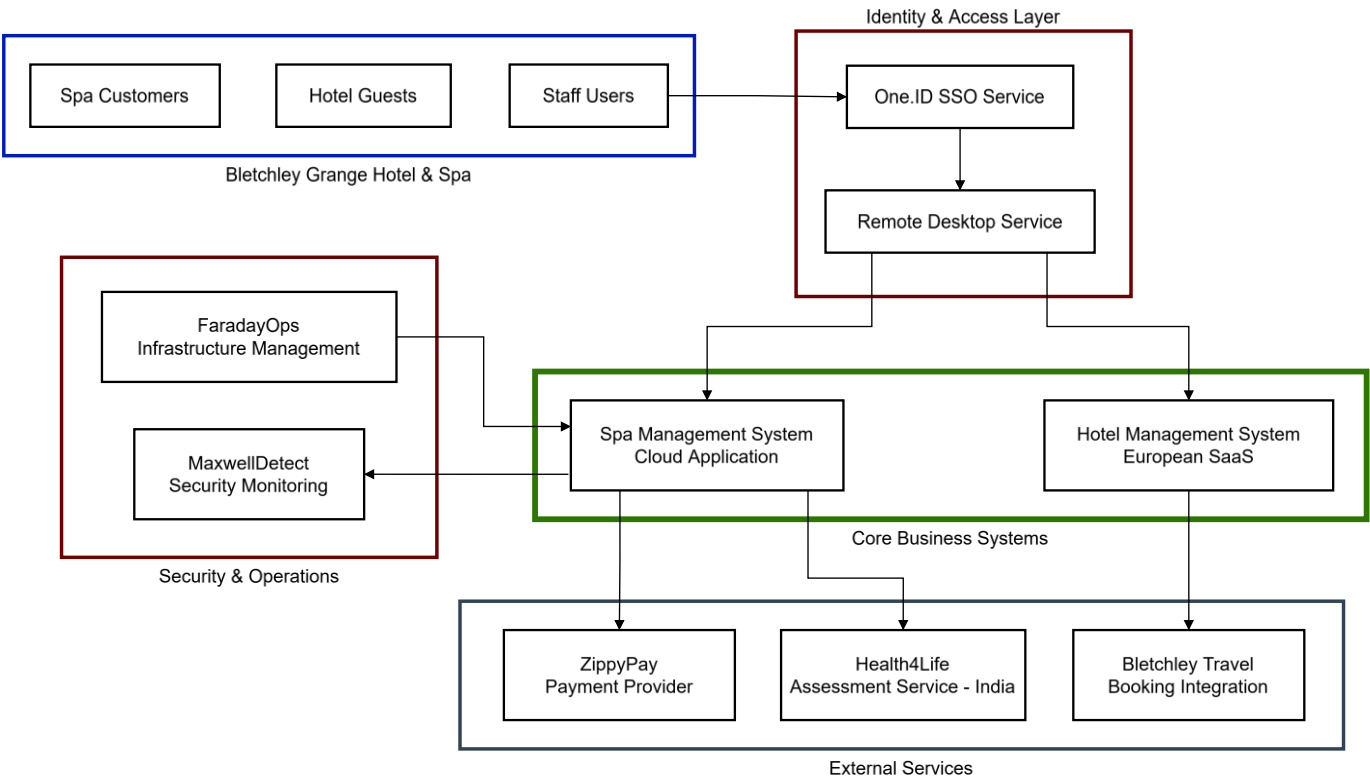 Identity & Access Layer
Spa Customers
Hotel Guests
Staff Users
One.ID SSO Service
Bletchley Grange Hotel & Spa
Remote Desktop Service
FaradayOps
Infrastructure Management
MaxwellDetect
Security Monitoring
Spa Management System
Cloud Application
Hotel Management System
European SaaS
Core Business Systems
Security & Operations
ZippyPay
Payment Provider
Health4Life
Assessment Service - India
Bletchley Travel
Booking Integration
External Services